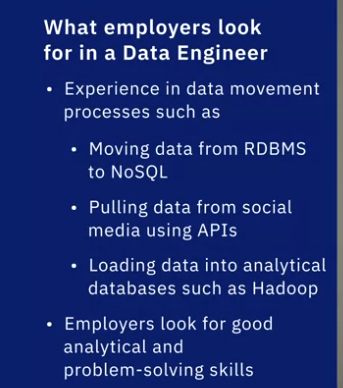 What employers look
for in a Data Engineer
• Experience in data movement
processes such as
• Moving data from RDBMS
to NoSQL
• Pulling data from social
media using APIs
• Loading data into analytical
databases such as Hadoop
• Employers look for good
analytical and
problem-solving skills